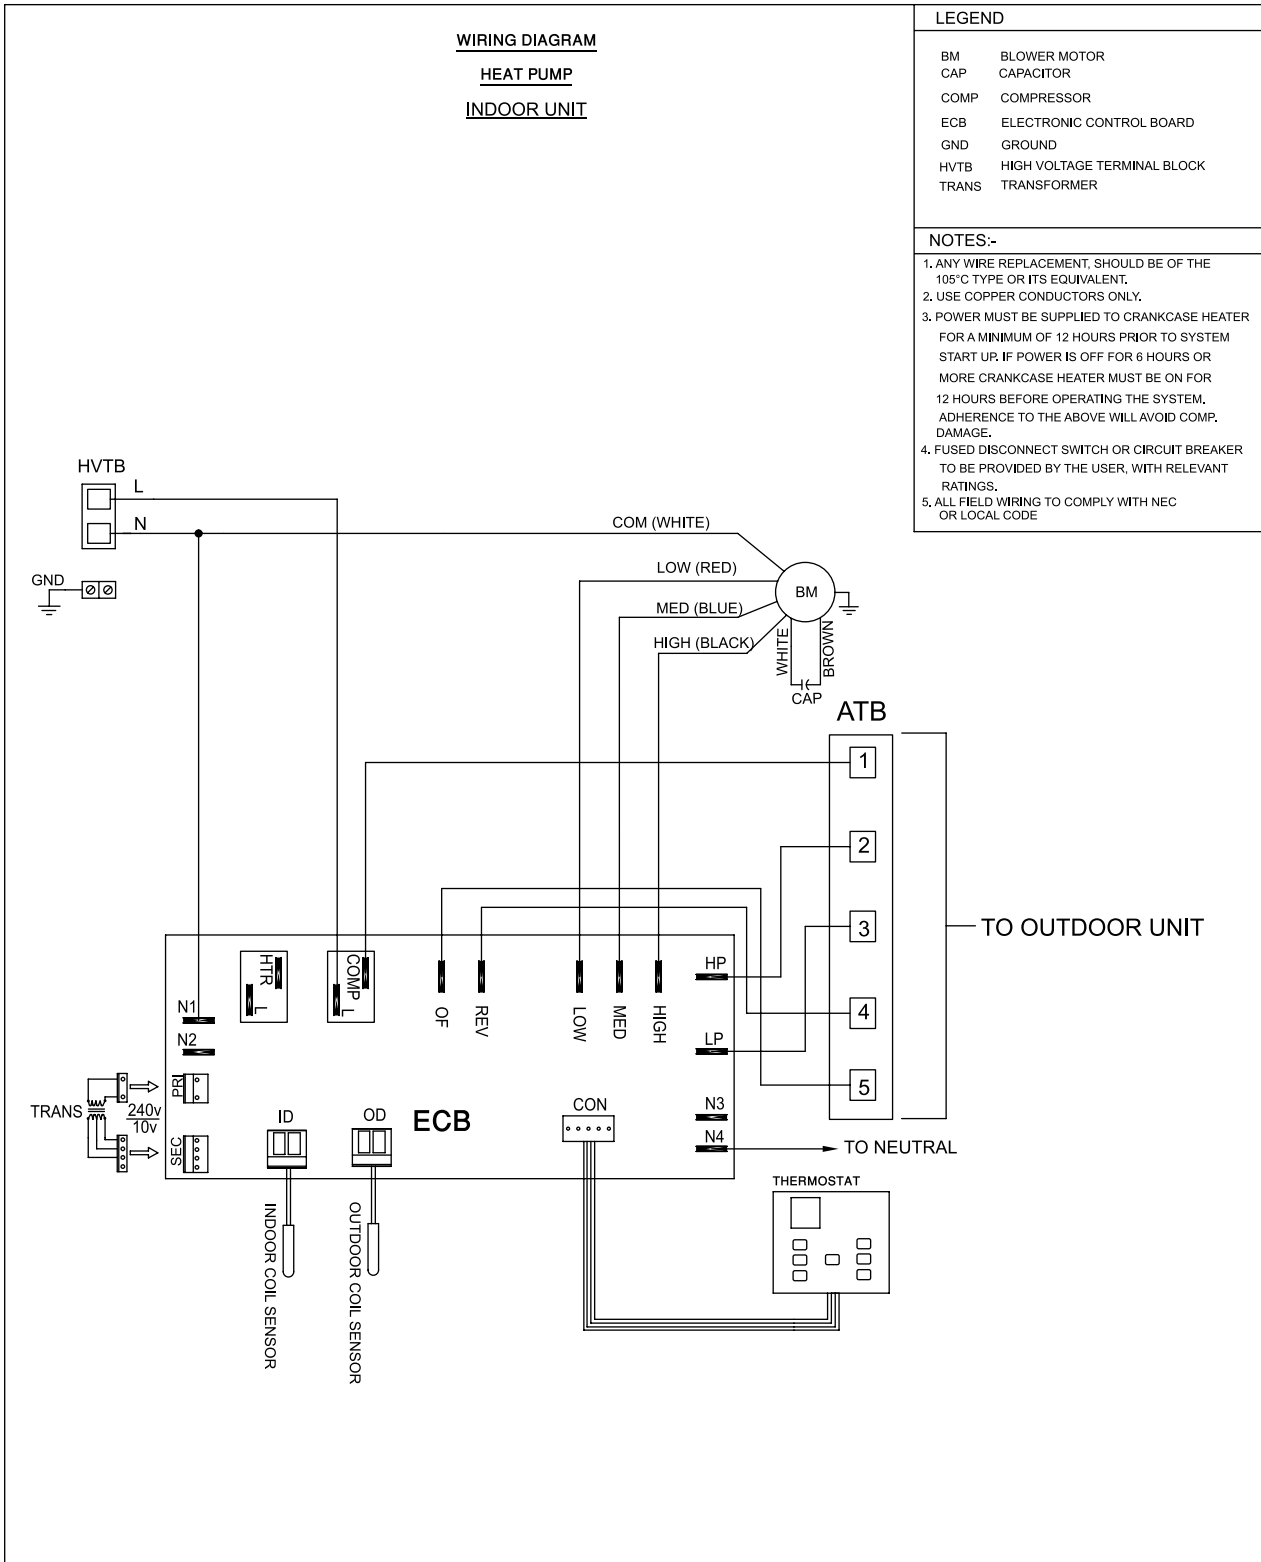 WIRING DIAGRAM
HEAT PUMP
INDOOR UNIT
LEGEND
BM BLOWER MOTOR
CAP CAPACITOR
COMP COMPRESSOR
ECB ELECTRONIC CONTROL BOARD
GND GROUND
HVTB HIGH VOLTAGE TERMINAL BLOCK
TRANS TRANSFORMER
NOTES:-
1. ANY WIRE REPLACEMENT, SHOULD BE OF THE
105°C TYPE OR ITS EQUIVALENT.
2. USE COPPER CONDUCTORS ONLY.
3. POWER MUST BE SUPPLIED TO CRANKCASE HEATER
FOR A MINIMUM OF 12 HOURS PRIOR TO SYSTEM
START UP. IF POWER IS OFF FOR 6 HOURS OR
MORE CRANKCASE HEATER MUST BE ON FOR
12 HOURS BEFORE OPERATING THE SYSTEM.
ADHERENCE TO THE ABOVE WILL AVOID COMP.
DAMAGE.
4. FUSED DISCONNECT SWITCH OR CIRCUIT BREAKER
TO BE PROVIDED BY THE USER, WITH RELEVANT
RATINGS.
5. ALL FIELD WIRING TO COMPLY WITH NEC
OR LOCAL CODE
HVTB
L
N
GND
COM (WHITE)
LOW (RED)
MED (BLUE)
HIGH (BLACK)
BM
WHITE
BROWN
CAP
ATB
1
2
3
4
5
TO OUTDOOR UNIT
HTR
L
COMP
L
OF
REV
LOW
MED
HIGH
HP
LP
N1
N2
N3
N4
TO NEUTRAL
TRANS
240v
10v
PRI
SEC
ID
OD
ECB
CON
INDOOR COIL SENSOR
OUTDOOR COIL SENSOR
THERMOSTAT